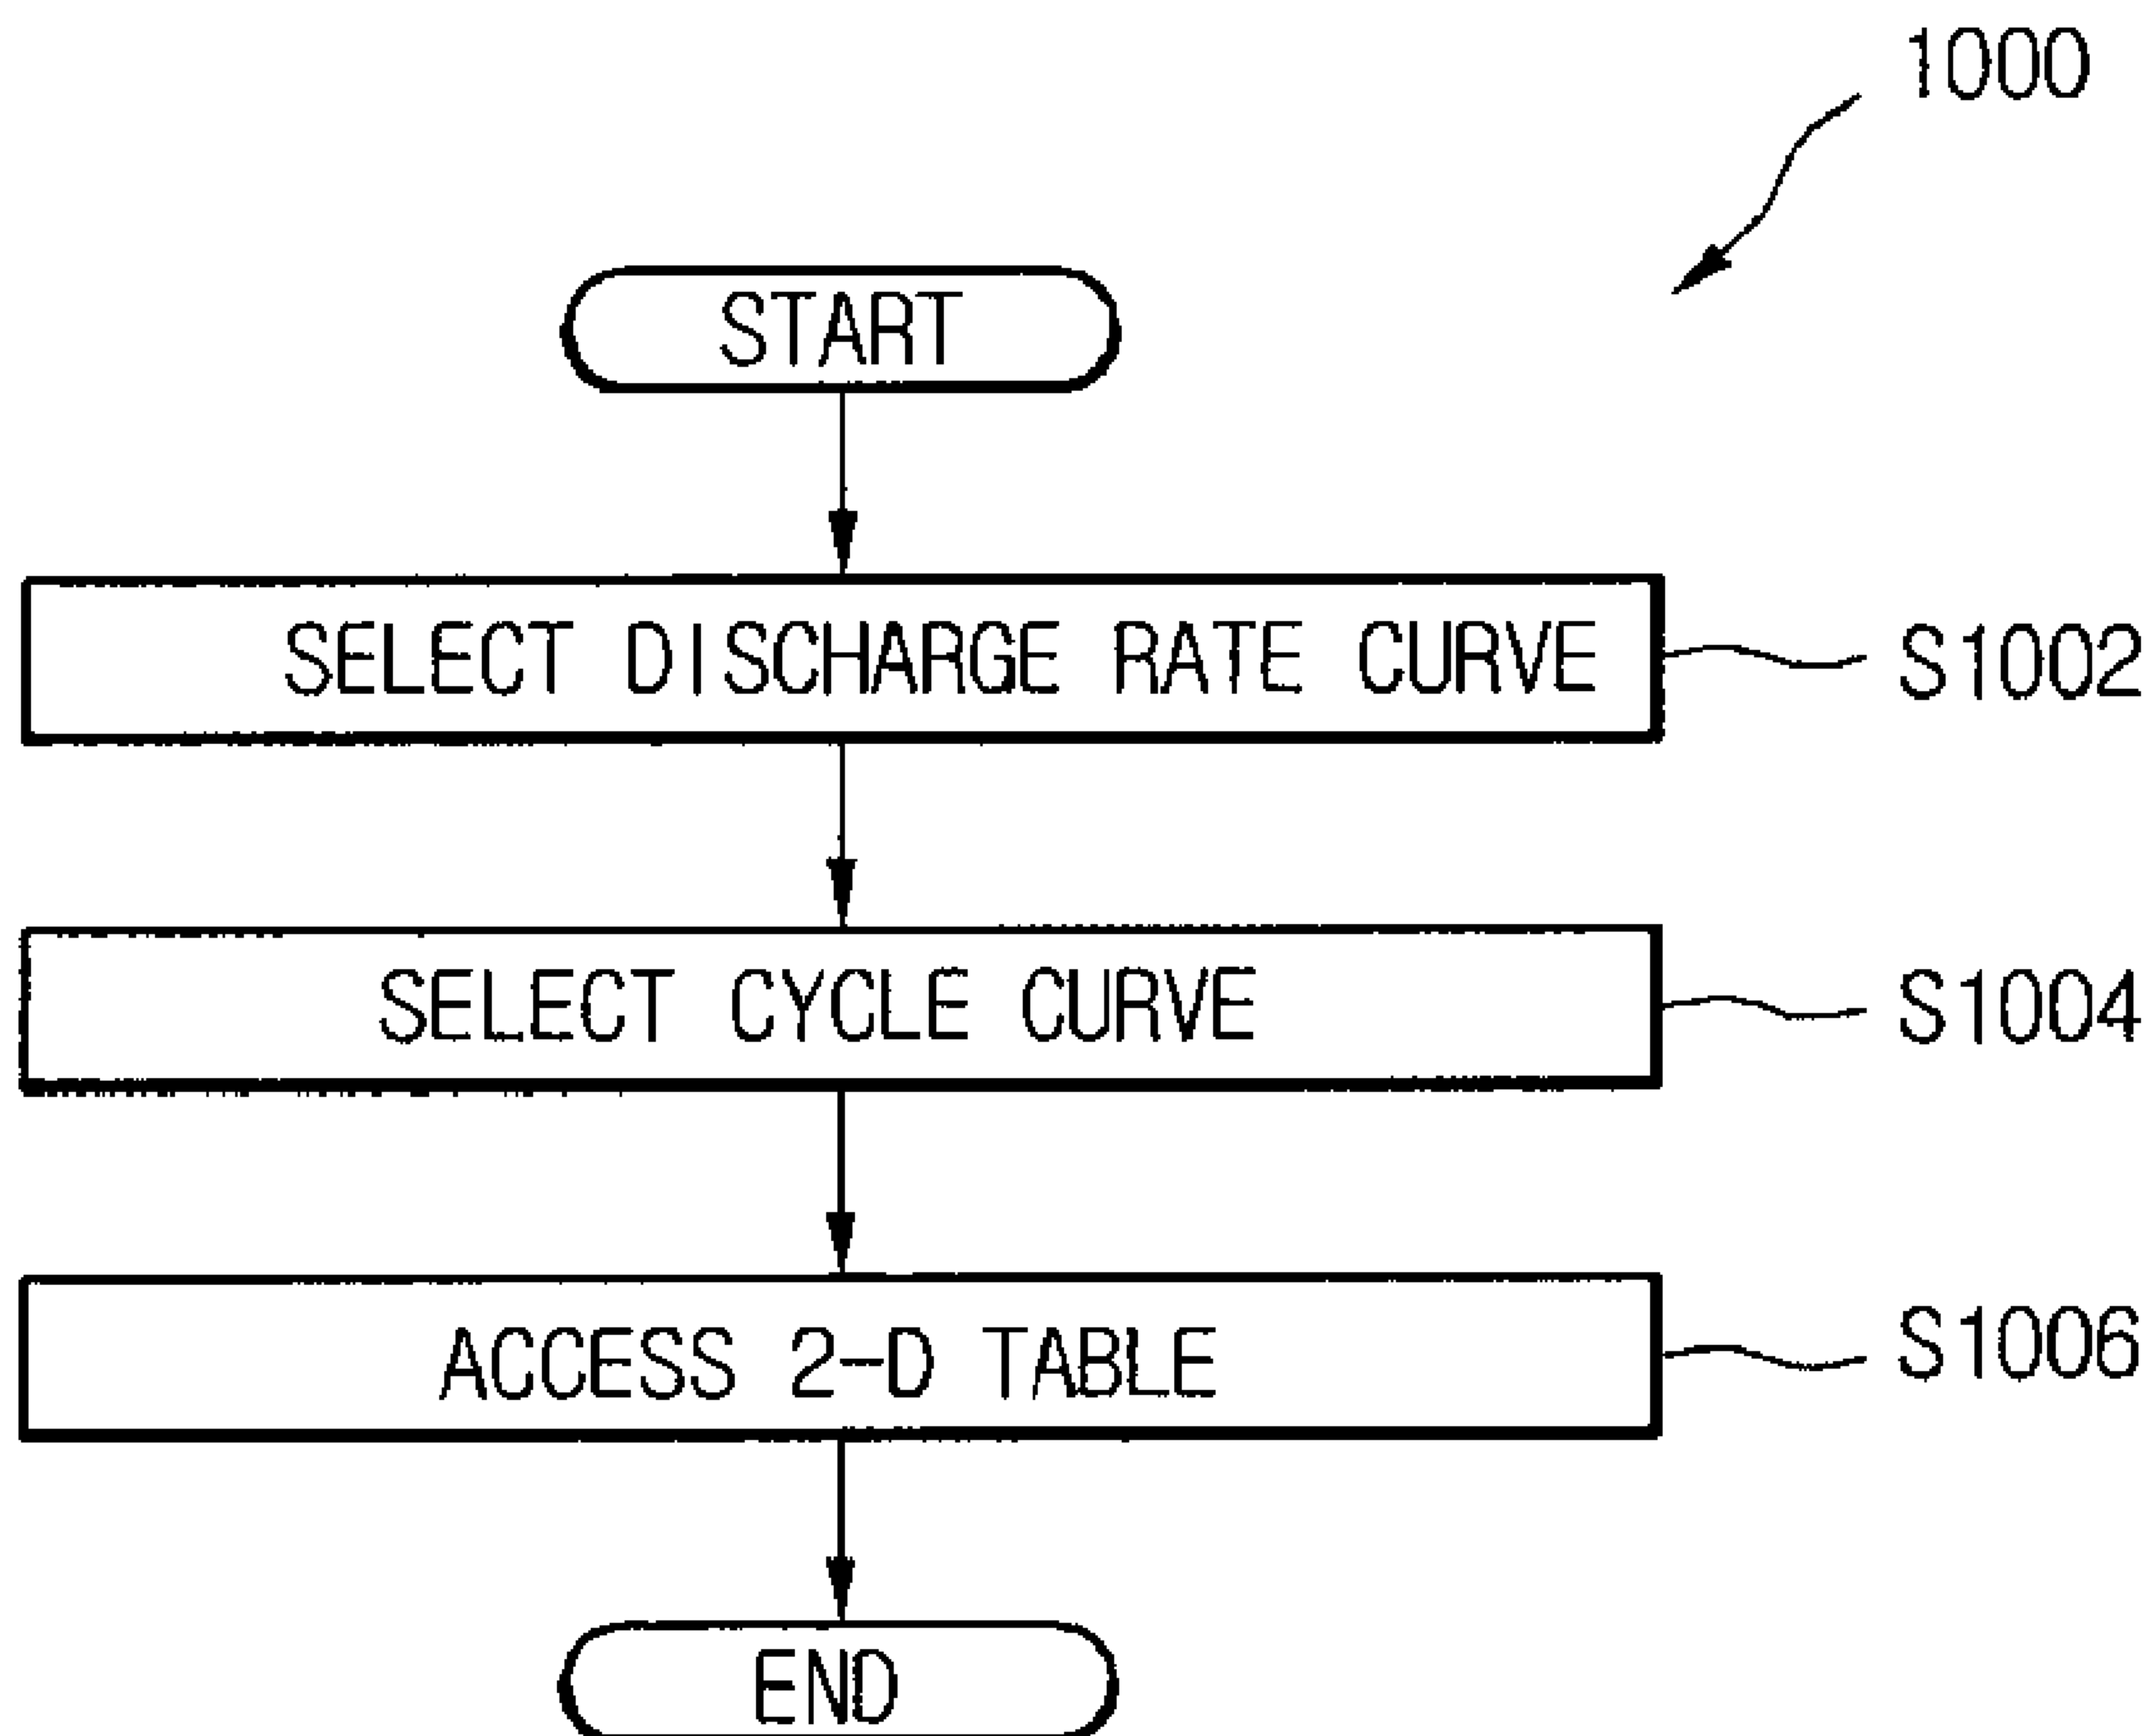 1000
START
SELECT DISCHARGE RATE CURVE
S1002
SELECT CYCLE CURVE
S1004
ACCESS 2-D TABLE
S1006
END